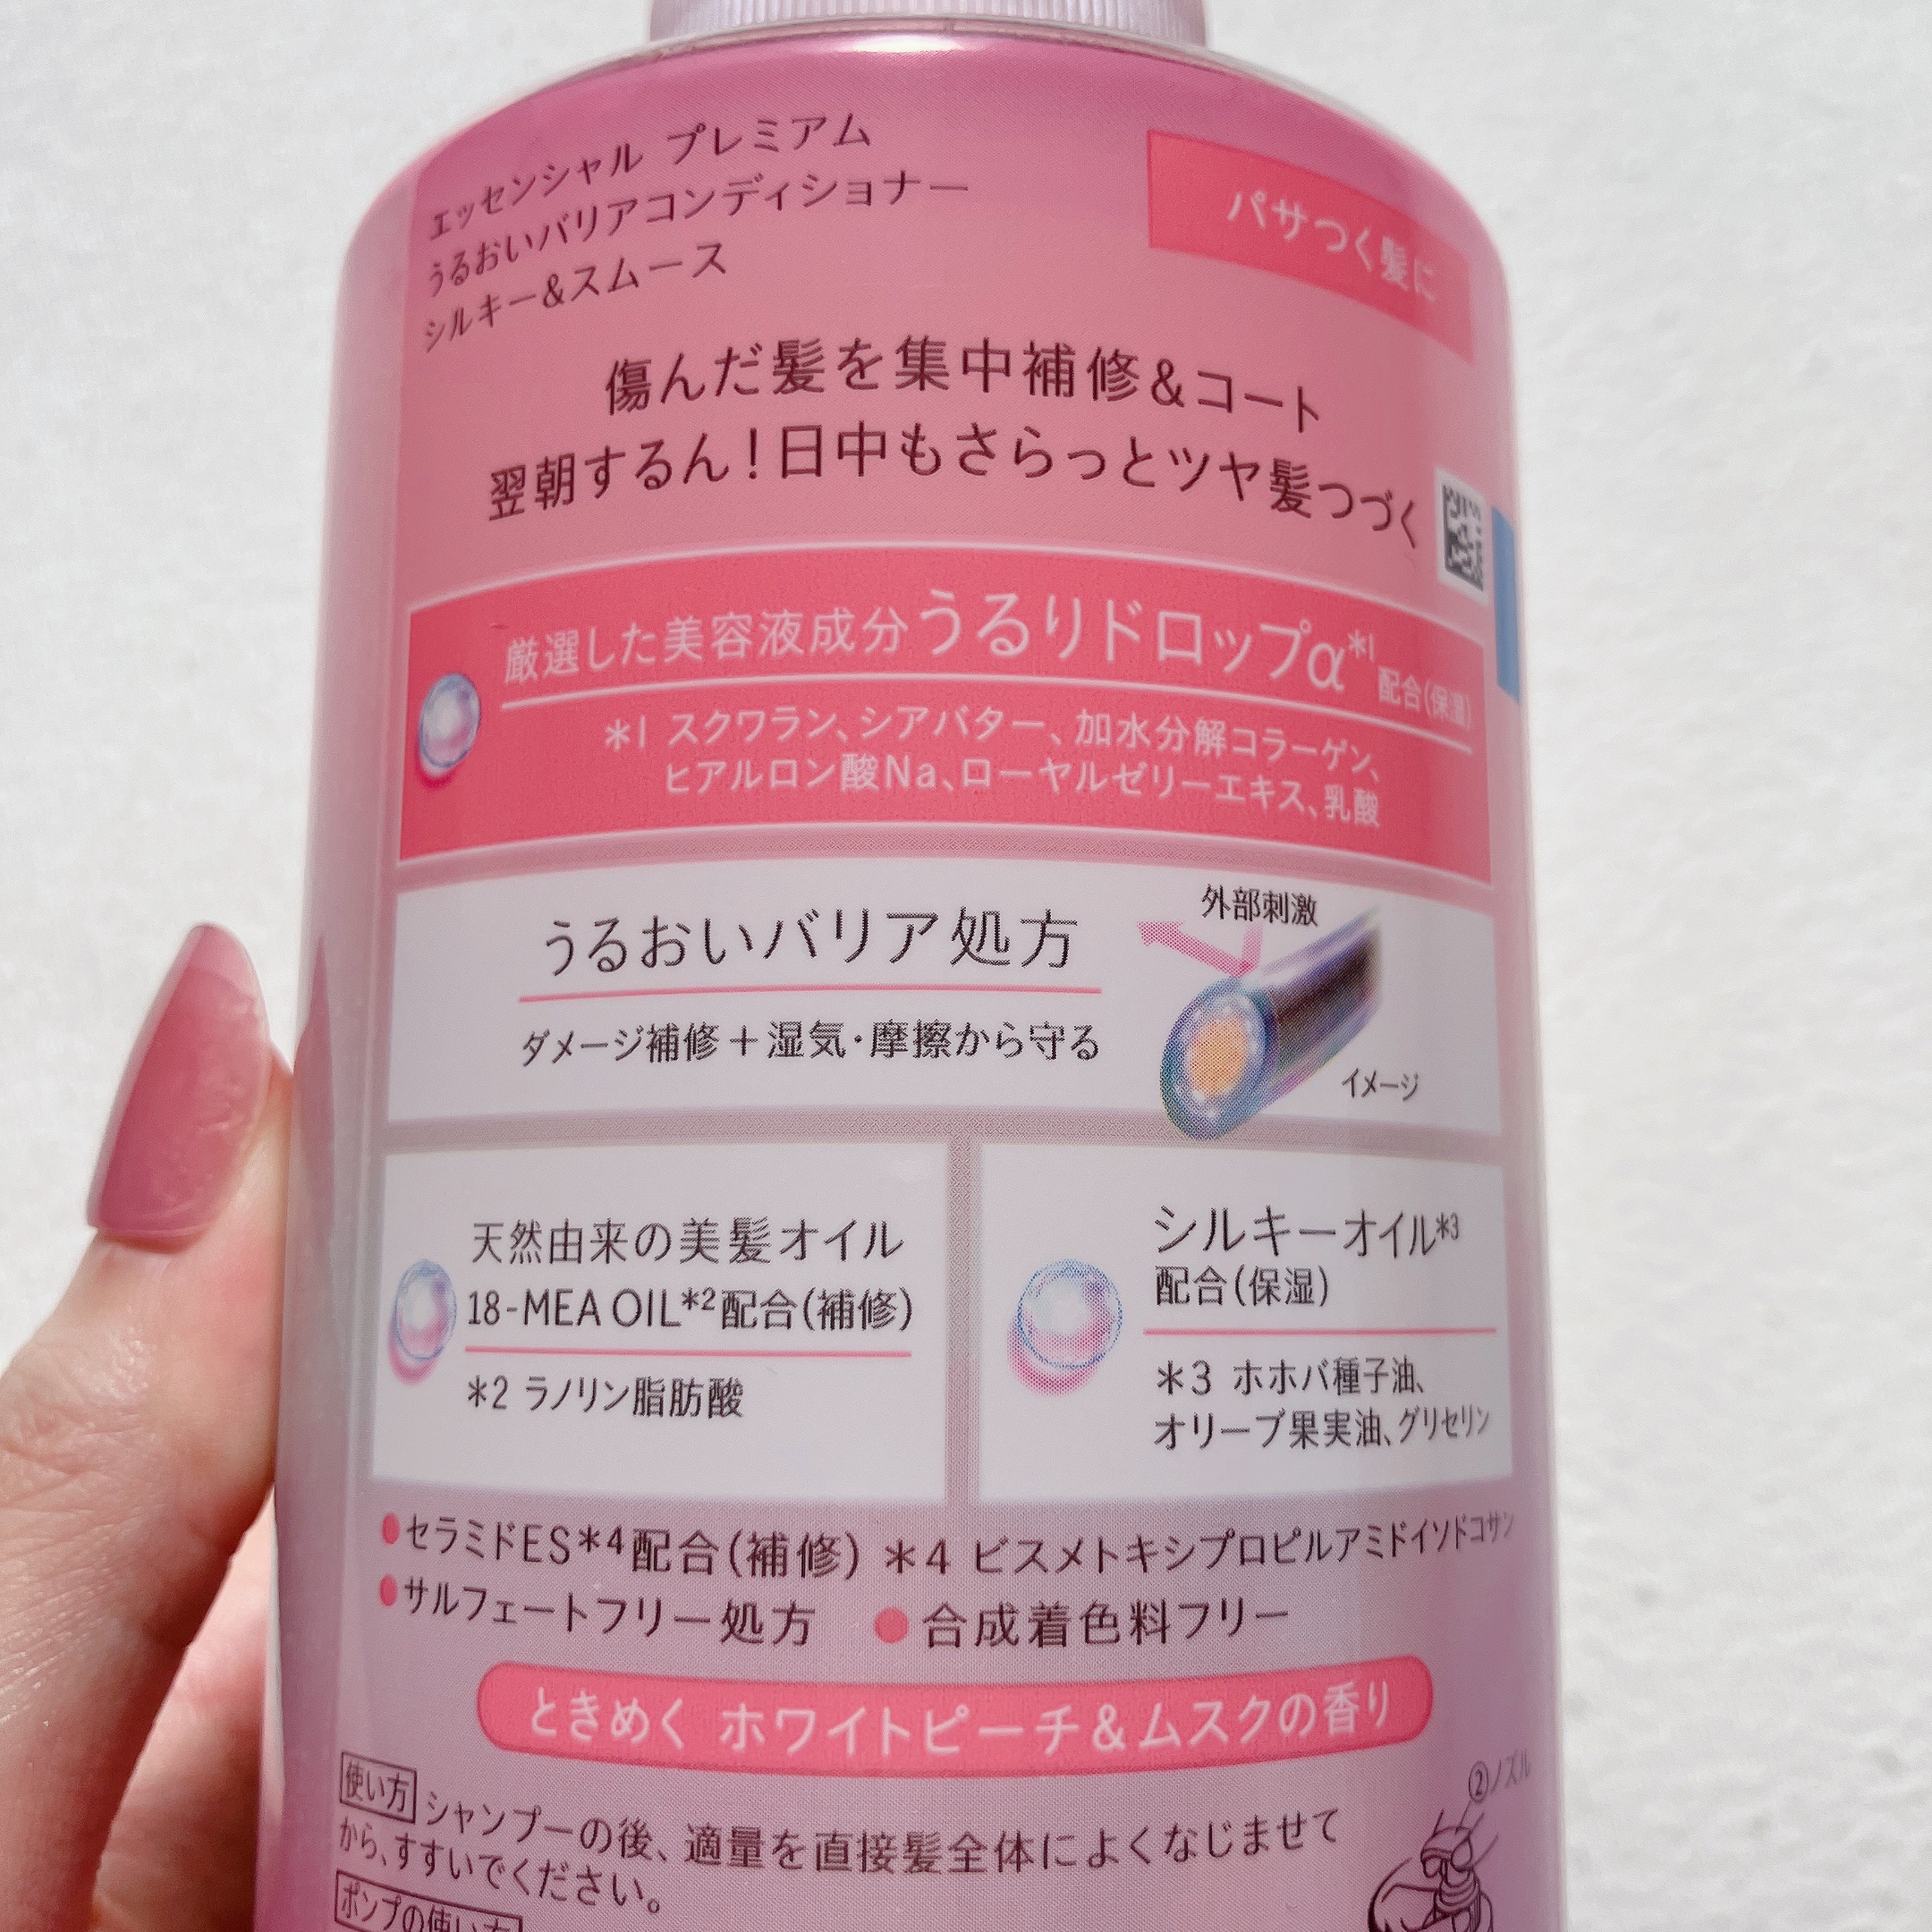 エッセンシャル プレミアム
うるおいバリアコンディショナー
シルキー&スムース
パサつく髪に
傷んだ髪を集中補修&コート
翌朝するん!日中もさらっとツヤ髪つづく
厳選した美容液成分うるりドロップα*1配合(保湿)
*1 スクワラン、シアバター、加水分解コラーゲン、
ヒアルロン酸Na、ローヤルゼリーエキス、乳酸
うるおいバリア処方
ダメージ補修+湿気・摩擦から守る
外部刺激
イメージ
天然由来の美髪オイル
18-MEA OIL*2配合(補修)
*2 ラノリン脂肪酸
シルキーオイル*3
配合(保湿)
*3 ホホバ種子油、
オリーブ果実油、グリセリン
●セラミドES*4配合(補修) *4 ビスメトキシプロピルアミドイソドコサン
●サルフェートフリー処方 ●合成着色料フリー
ときめく ホワイトピーチ&ムスクの香り
使い方 シャンプーの後、適量を直接髪全体によくなじませて
から、すすいでください。
②ノズル
ポンプの使い方